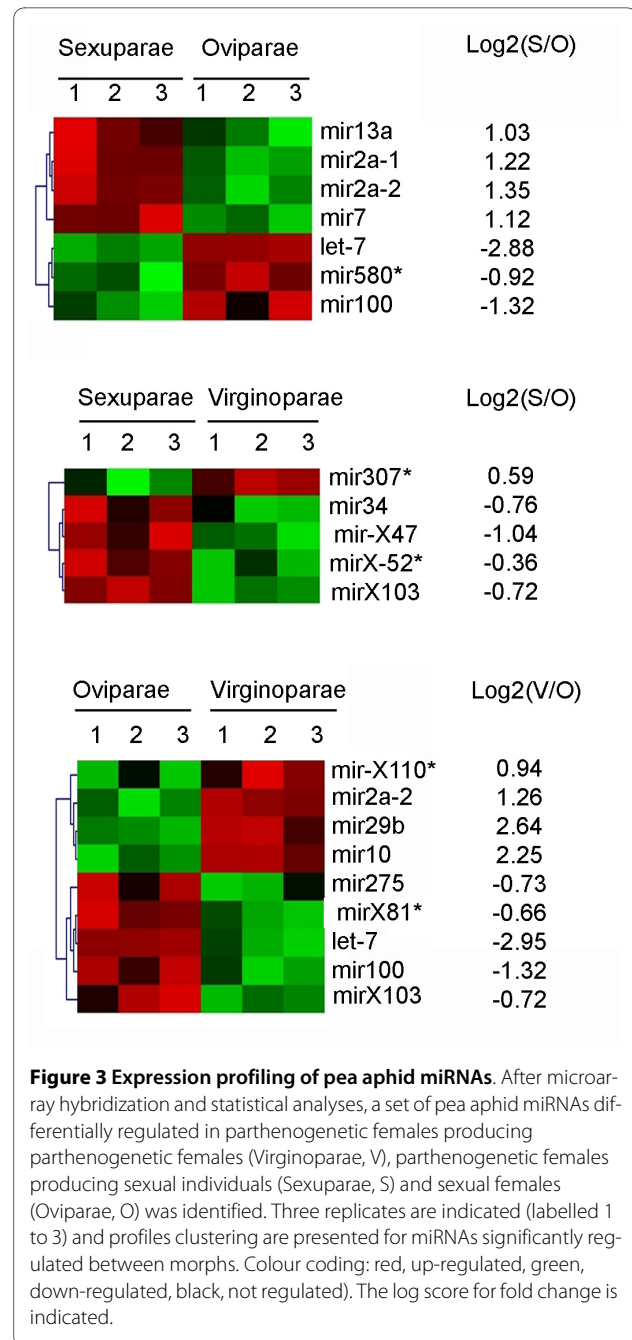 Sexuparae Oviparae Log2(S/O)
1 2 3 1 2 3
mir13a 1.03
mir2a-1 1.22
mir2a-2 1.35
mir7 1.12
let-7 -2.88
mir580* -0.92
mir100 -1.32
Sexuparae Virginoparae Log2(S/O)
1 2 3 1 2 3
mir307* 0.59
mir34 -0.76
mir-X47 -1.04
mirX-52* -0.36
mirX103 -0.72
Oviparae Virginoparae Log2(V/O)
1 2 3 1 2 3
mir-X110* 0.94
mir2a-2 1.26
mir29b 2.64
mir10 2.25
mir275 -0.73
mirX81* -0.66
let-7 -2.95
mir100 -1.32
mirX103 -0.72
Figure 3 Expression profiling of pea aphid miRNAs. After microar-
ray hybridization and statistical analyses, a set of pea aphid miRNAs dif-
ferentially regulated in parthenogenetic females producing
parthenogenetic females (Virginoparae, V), parthenogenetic females
producing sexual individuals (Sexuparae, S) and sexual females
(Oviparae, O) was identified. Three replicates are indicated (labelled 1
to 3) and profiles clustering are presented for miRNAs significantly reg-
ulated between morphs. Colour coding: red, up-regulated, green,
down-regulated, black, not regulated). The log score for fold change is
indicated.